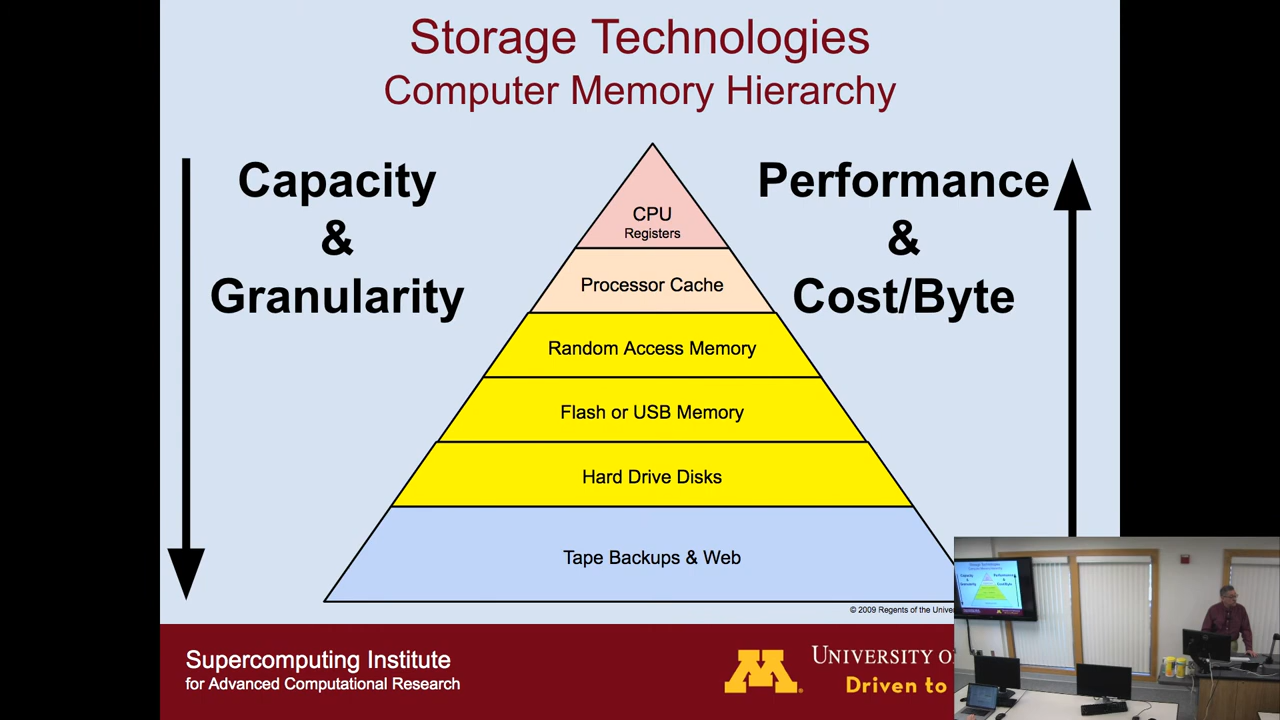 Storage Technologies
Computer Memory Hierarchy
Capacity
&
Granularity
Performance
&
Cost/Byte
CPU
Registers
Processor Cache
Random Access Memory
Flash or USB Memory
Hard Drive Disks
Tape Backups & Web
© 2009 Regents of the
Supercomputing Institute
for Advanced Computational Research
UNIVERSITY
Driven to